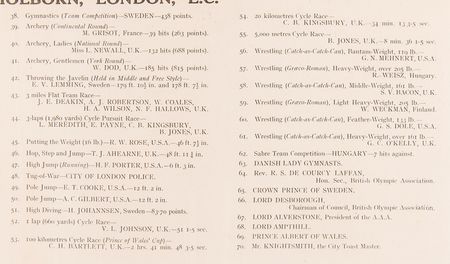 HOLBORN, LONDON, E.C.
38. Gymnastics (Team Competition)—SWEDEN—438 points.
39. Archery (Continental Round)—
M. GRISOT, France—39 hits (263 points).
40. Archery, Ladies (National Round)—
Miss L. NEWALL, U.K.—132 hits (688 points).
41. Archery, Gentlemen (York Round)—
W. DOD, U.K.—185 hits (815 points).
42. Throwing the Javelin (Held in Middle and Free Style)—
E. V. LEMMING, Sweden— 179 ft. 10½ in. and 178 ft. 7½ in.
43. 3 miles Flat Team Race—
J. E. DEAKIN, A. J. ROBERTSON, W. COALES,
H. A. WILSON, N. F. HALLOWS, U.K.
44. 3-laps (1,980 yards) Cycle Pursuit Race—
L. MEREDITH, E. PAYNE, C. B. KINGSBURY,
B. JONES, U.K.
45. Putting the Weight (16 lb.)—R. W. ROSE, U.S.A.—46 ft. 7½ in.
46. Hop, Step and Jump—T. J. AHEARNE, U.K.—48 ft. 11¼ in.
47. High Jump (Running)—H. F. PORTER, U.S.A.—6 ft. 3 in.
48. Tug-of-War—CITY OF LONDON POLICE.
49. Pole Jump—E. T. COOKE, U.S.A.—12 ft. 2 in.
50. Pole Jump—A. C. GILBERT, U.S.A.—12 ft. 2 in.
51. High Diving—H. JOHANNSEN, Sweden—83.70 points.
52. 1 lap (660 yards) Cycle Race—
V. L. JOHNSON, U.K.—51 1-5 sec.
53. 100 kilometres Cycle Race (Prince of Wales' Cup)—
C. H. BARTLETT, U.K.—2 hrs. 41 min. 48 3-5 sec.
54. 20 kilometres Cycle Race—
C. B. KINGSBURY, U.K.—34 min. 13 3-5 sec.
55. 5,000 metres Cycle Race—
B. JONES, U.K.—8 min. 36 1-5 sec.
56. Wrestling (Catch-as-Catch-Can), Bantam-Weight, 119 lb.—
G. N. MEHNERT, U.S.A.
57. Wrestling (Græco-Roman), Heavy-Weight, over 205 lb.—
R. WEISZ, Hungary.
58. Wrestling (Catch-as-Catch-Can), Middle-Weight, 161 lb.—
S. V. BACON, U.K.
59. Wrestling (Græco-Roman), Light Heavy-Weight, 205 lb.—
W. WECKMAN, Finland.
60. Wrestling (Catch-as-Catch-Can), Feather-Weight, 133 lb.—
G. S. DOLE, U.S.A.
61. Wrestling (Catch-as-Catch-Can), Heavy-Weight, over 161 lb.—
G. C. O'KELLY, U.K.
62. Sabre Team Competition—HUNGARY—7 hits against.
63. DANISH LADY GYMNASTS.
64. Rev. R. S. DE COURCY LAFFAN,
Hon. Sec., British Olympic Association.
65. CROWN PRINCE OF SWEDEN.
66. LORD DESBOROUGH,
Chairman of Council, British Olympic Association.
67. LORD ALVERSTONE, President of the A.A.A.
68. LORD AMPTHILL.
69. PRINCE ALBERT OF WALES.
70. Mr. KNIGHTSMITH, the City Toast Master.